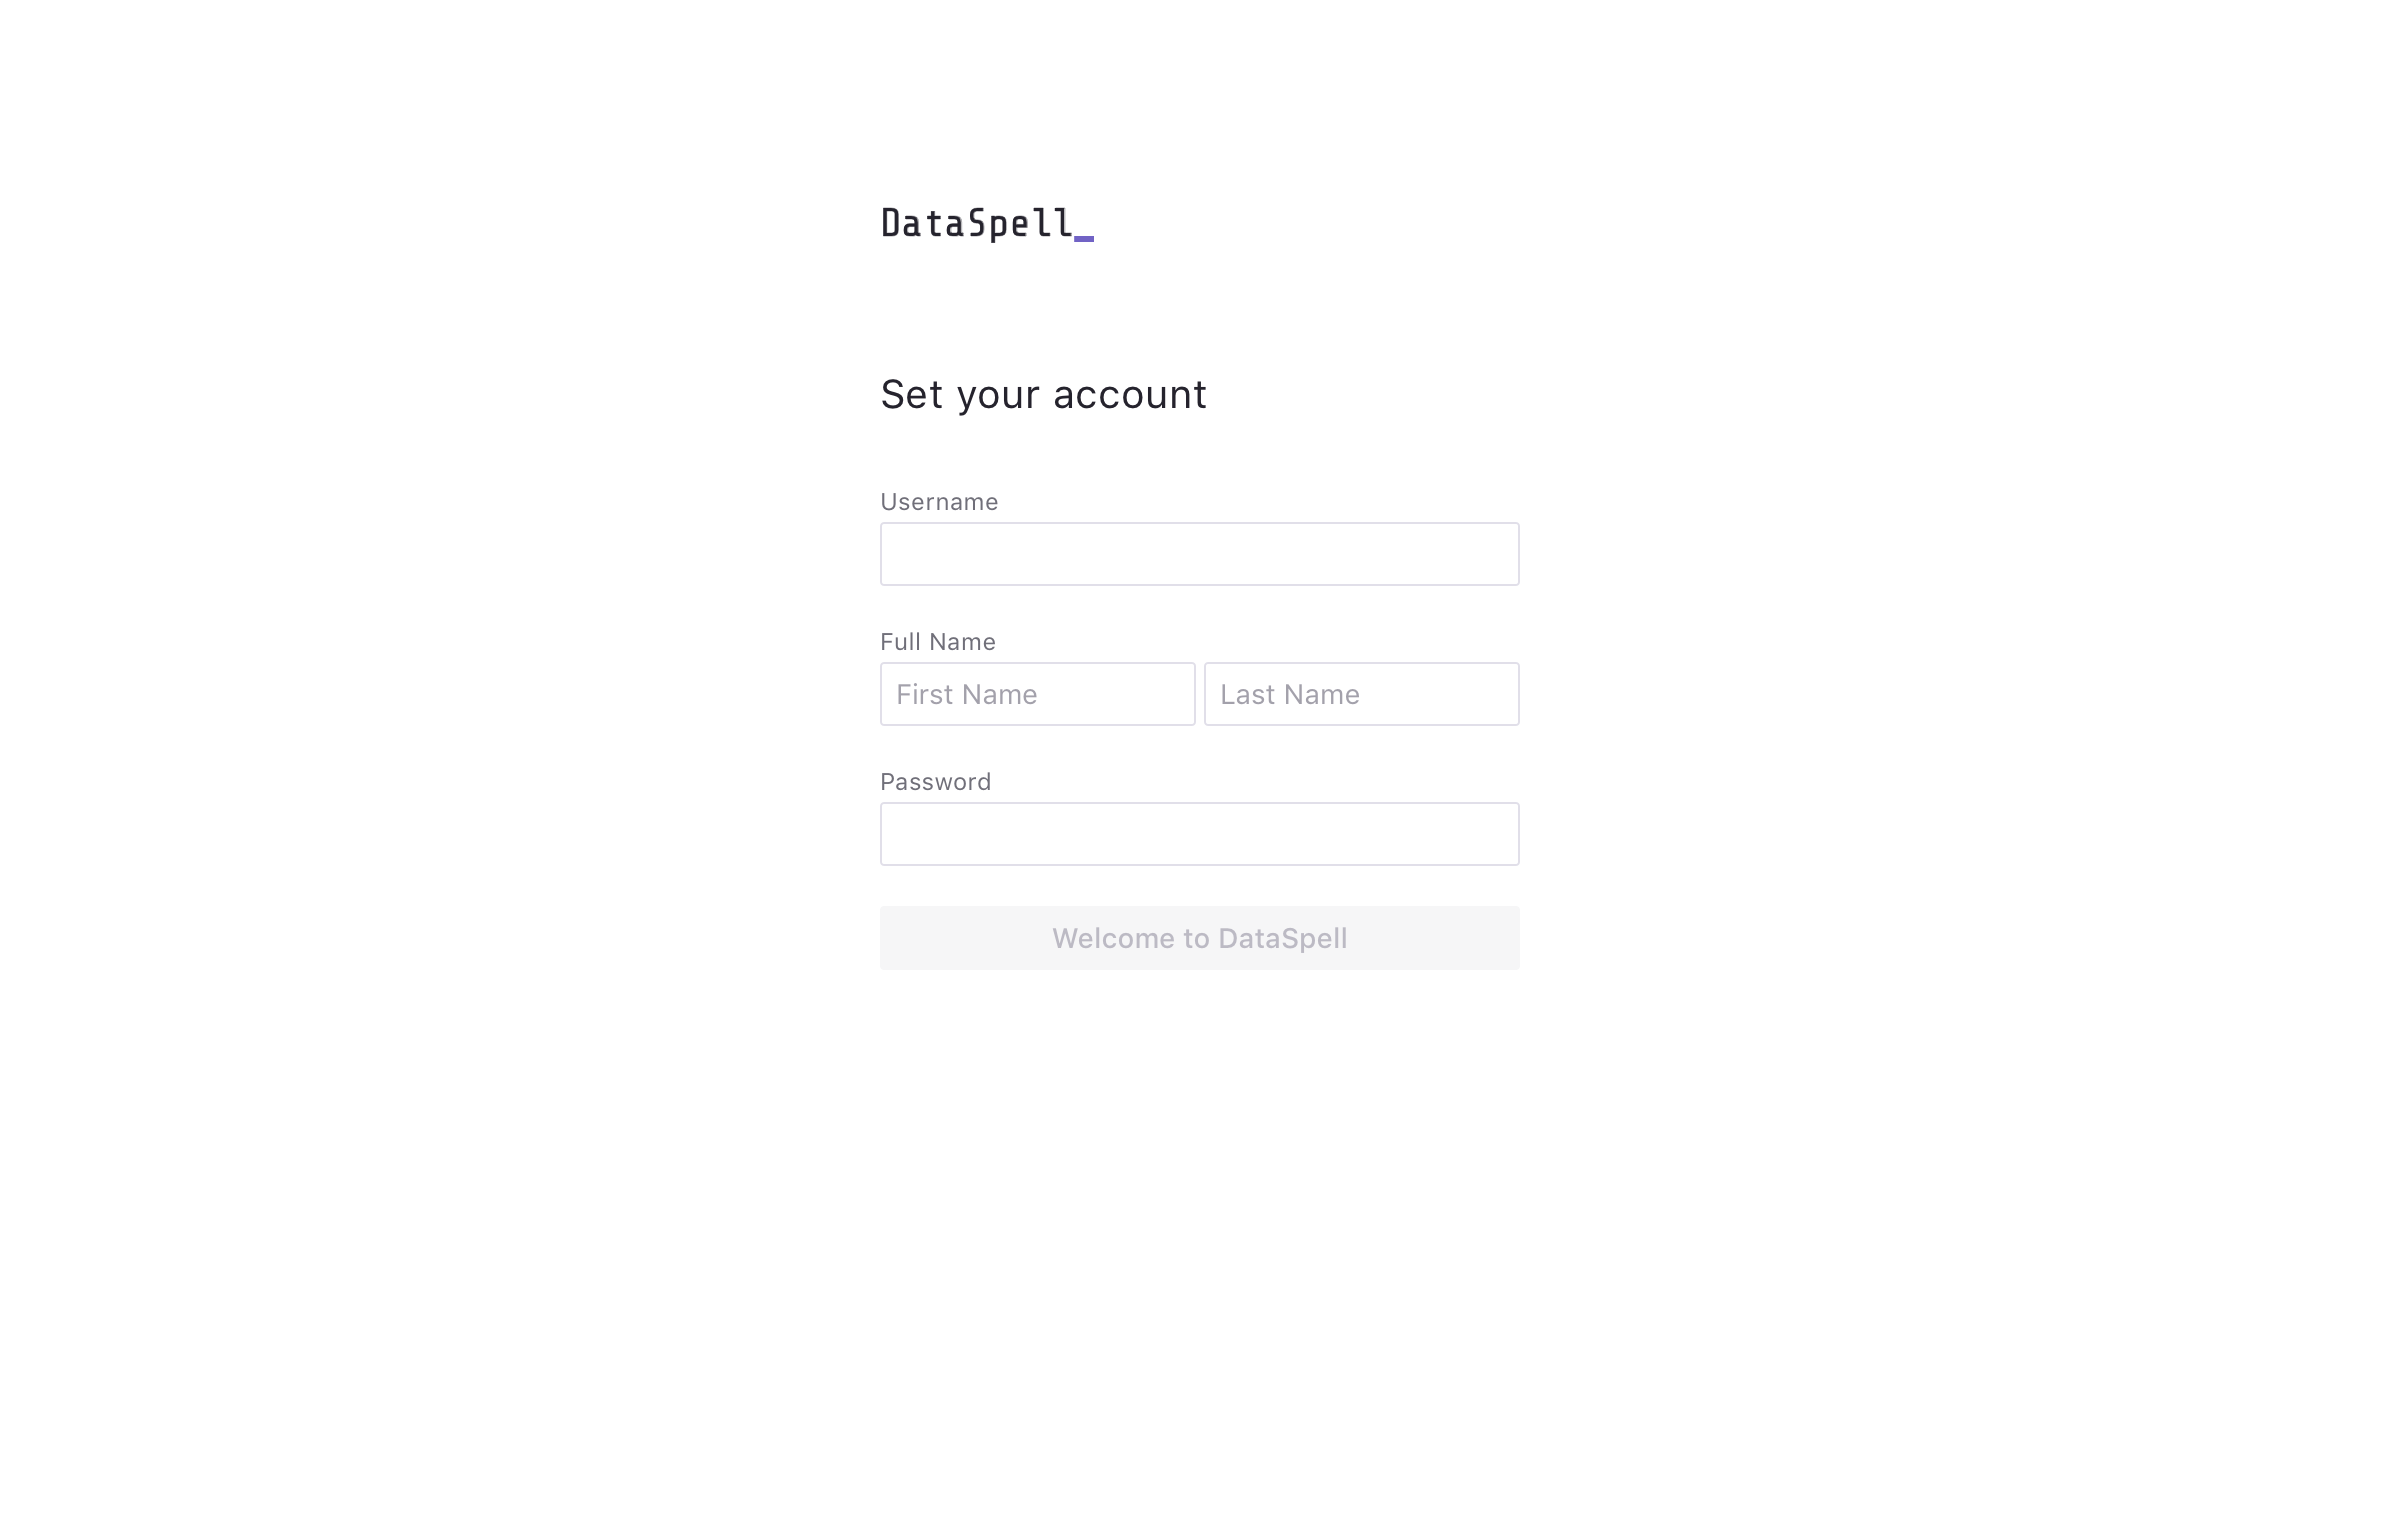 DataSpell_
Set your account
Username
Full Name
First Name Last Name
Password
Welcome to DataSpell